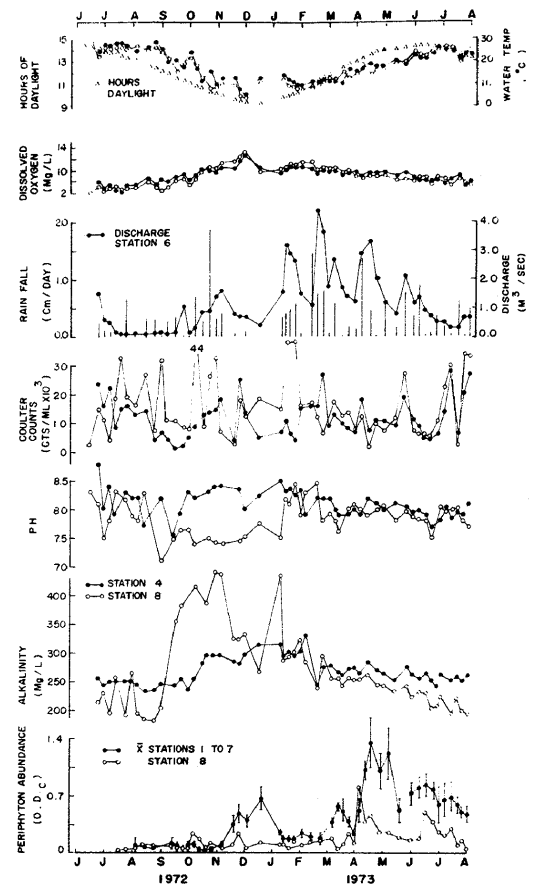 J J A S O N D J F M A M J J A
HOURS OF DAYLIGHT
15
13
11
9
HOURS DAYLIGHT
30
20
10
0
WATER TEMP , °C
DISSOLVED OXYGEN (Mg/L)
14
10
6
2
RAIN FALL (Cm/DAY)
2.0
1.0
0.0
DISCHARGE STATION 6
4.0
3.0
2.0
1.0
0.0
DISCHARGE (M³/SEC)
44
COULTER COUNTS (CTS/MLX10³)
30
20
10
0
PH
8.5
8.0
7.5
7.0
STATION 4
STATION 8
ALKALINITY (Mg/L)
400
350
300
250
200
PERIPHYTON ABUNDANCE (O.D.c)
1.4
0.7
0
X̄ STATIONS 1 TO 7
STATION 8
J J A S O N D J F M A M J J A
1972 1973